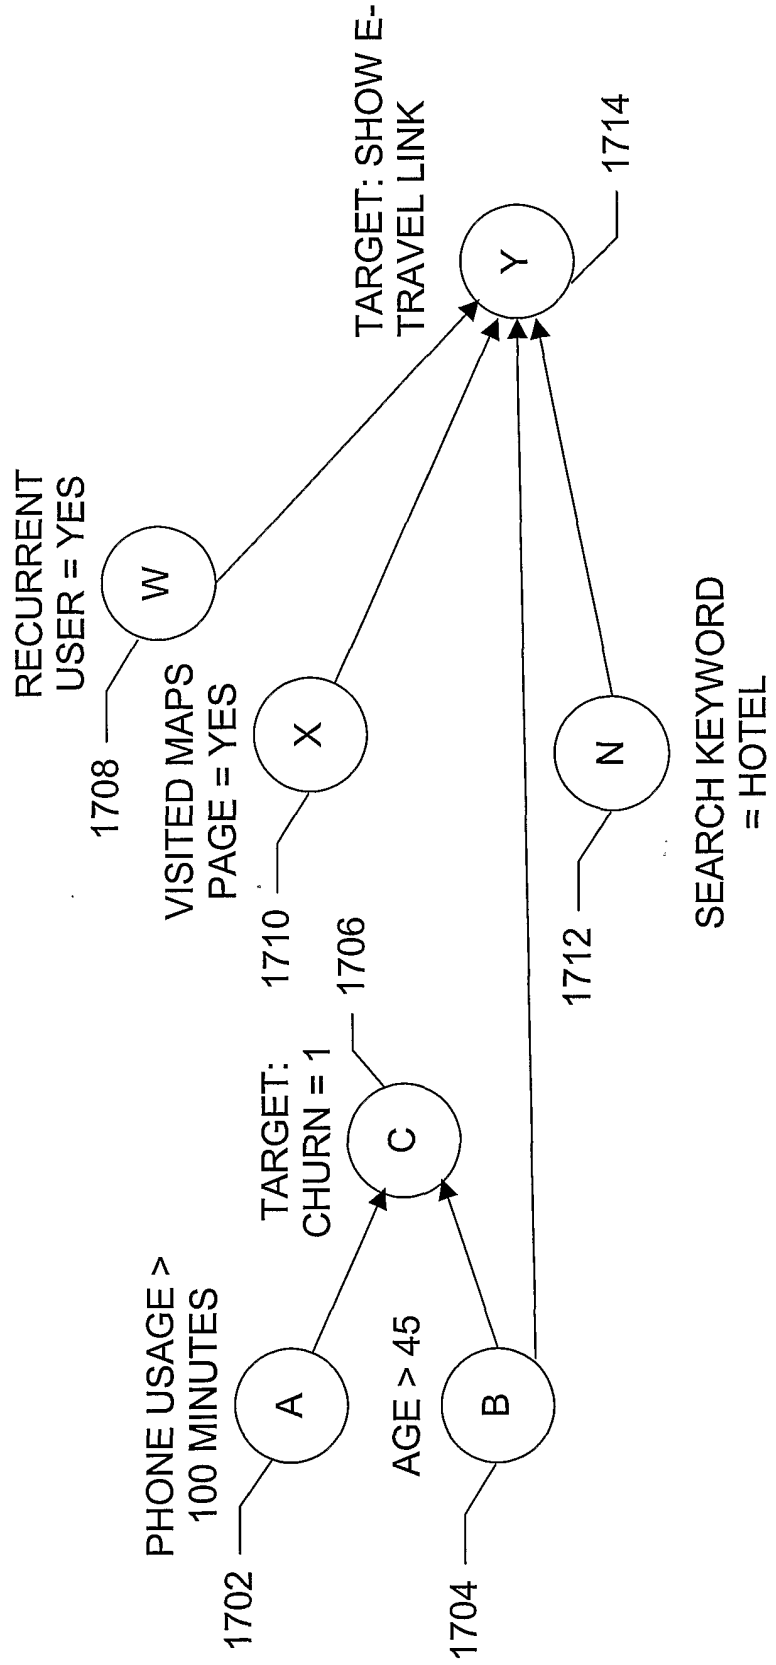 PHONE USAGE >
100 MINUTES
1702
A
AGE > 45
1704
B
TARGET:
CHURN = 1
1706
C
RECURRENT
USER = YES
1708
W
VISITED MAPS
PAGE = YES
1710
X
1712
N
SEARCH KEYWORD
= HOTEL
TARGET: SHOW E-
TRAVEL LINK
Y
1714